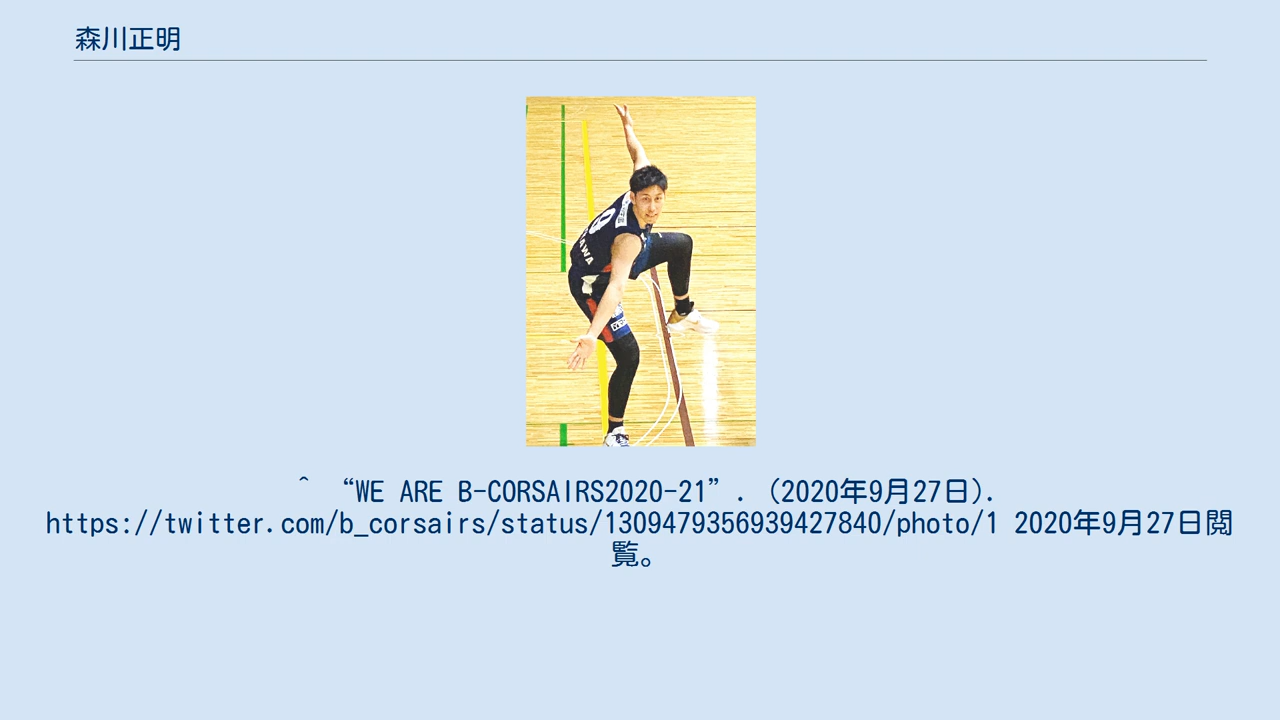 森川正明
^ “WE ARE B-CORSAIRS2020-21”. (2020年9月27日).
https://twitter.com/b_corsairs/status/1309479356939427840/photo/1 2020年9月27日閲
覧。